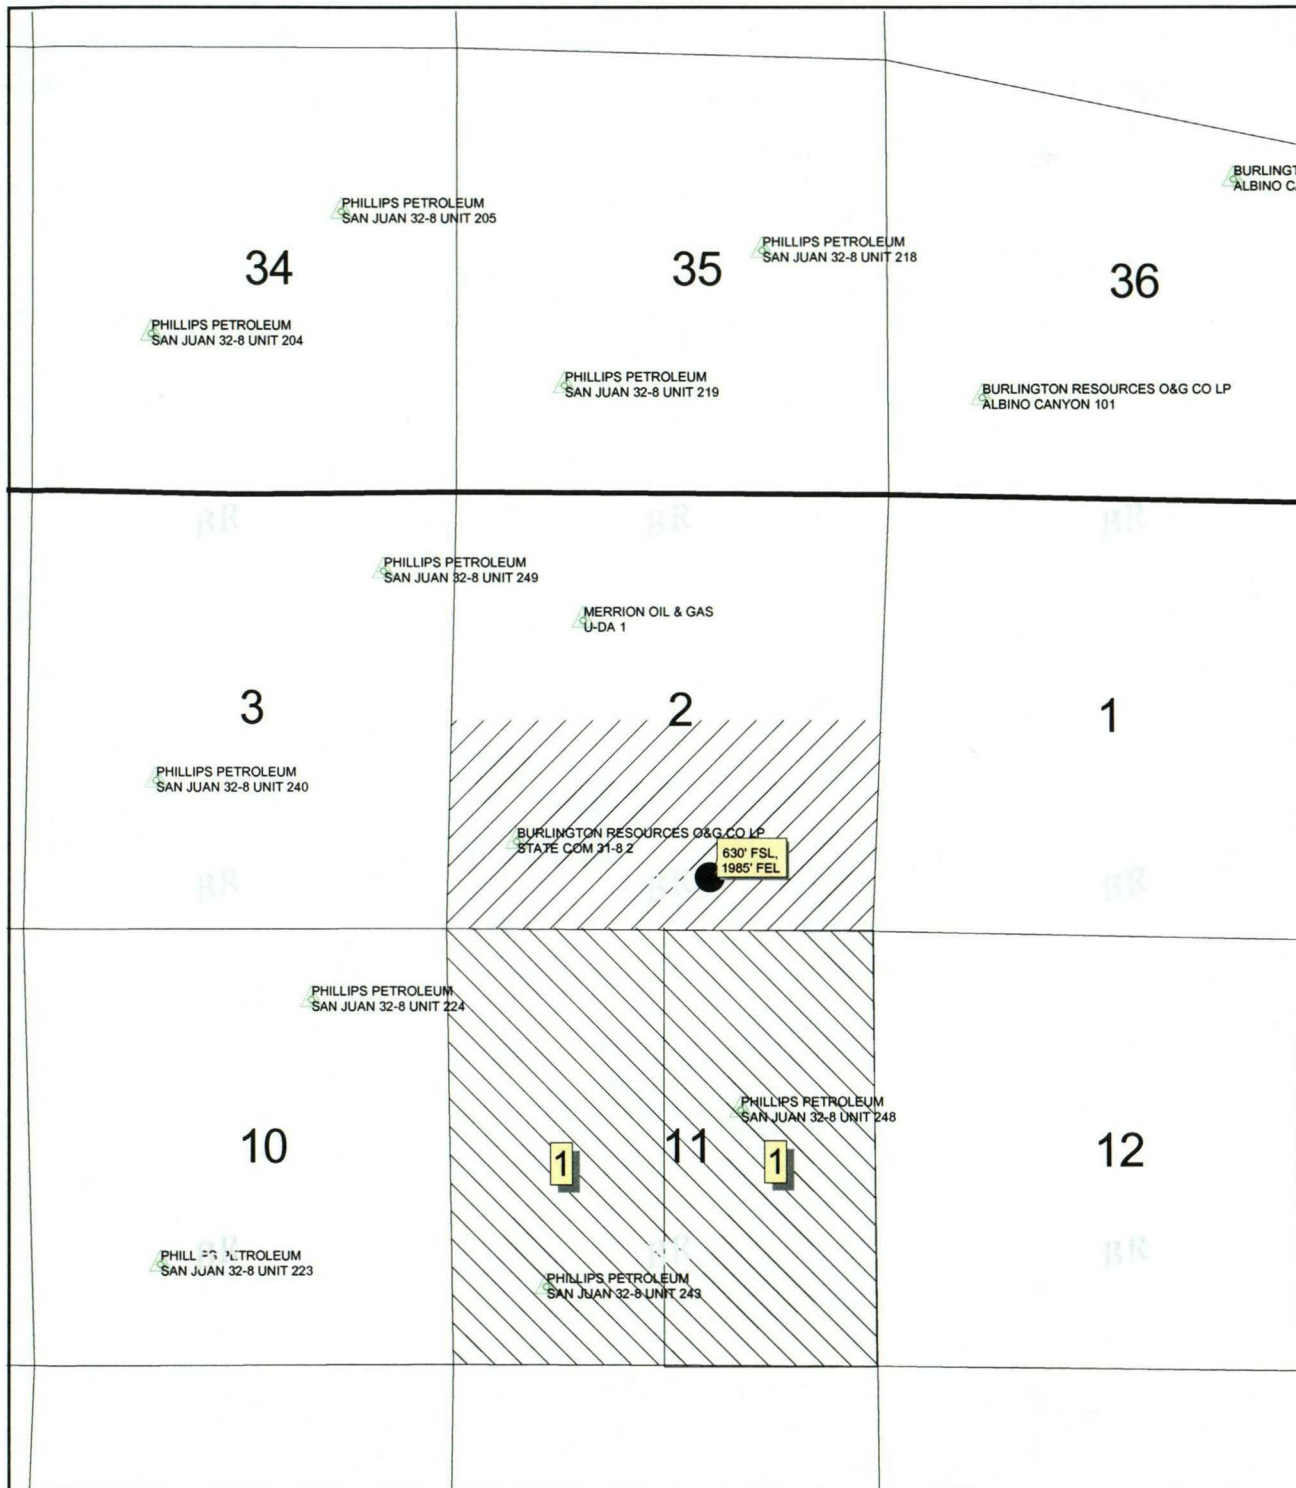 BURLINGT
ALBINO C
PHILLIPS PETROLEUM
SAN JUAN 32-8 UNIT 205
PHILLIPS PETROLEUM
SAN JUAN 32-8 UNIT 218
34
35
36
PHILLIPS PETROLEUM
SAN JUAN 32-8 UNIT 204
PHILLIPS PETROLEUM
SAN JUAN 32-8 UNIT 219
BURLINGTON RESOURCES O&G CO LP
ALBINO CANYON 101
BR
BR
BR
PHILLIPS PETROLEUM
SAN JUAN 32-8 UNIT 249
MERRION OIL & GAS
U-DA 1
3
2
1
PHILLIPS PETROLEUM
SAN JUAN 32-8 UNIT 240
BURLINGTON RESOURCES O&G CO LP
STATE COM 31-8 2
630' FSL,
1985' FEL
BR
BR
BR
PHILLIPS PETROLEUM
SAN JUAN 32-8 UNIT 224
PHILLIPS PETROLEUM
SAN JUAN 32-8 UNIT 248
10
11
12
1
1
PETROLEUM
SAN JUAN 32-8 UNIT 223
BR
BR
BR
PHILLIPS PETROLEUM
SAN JUAN 32-8 UNIT 243